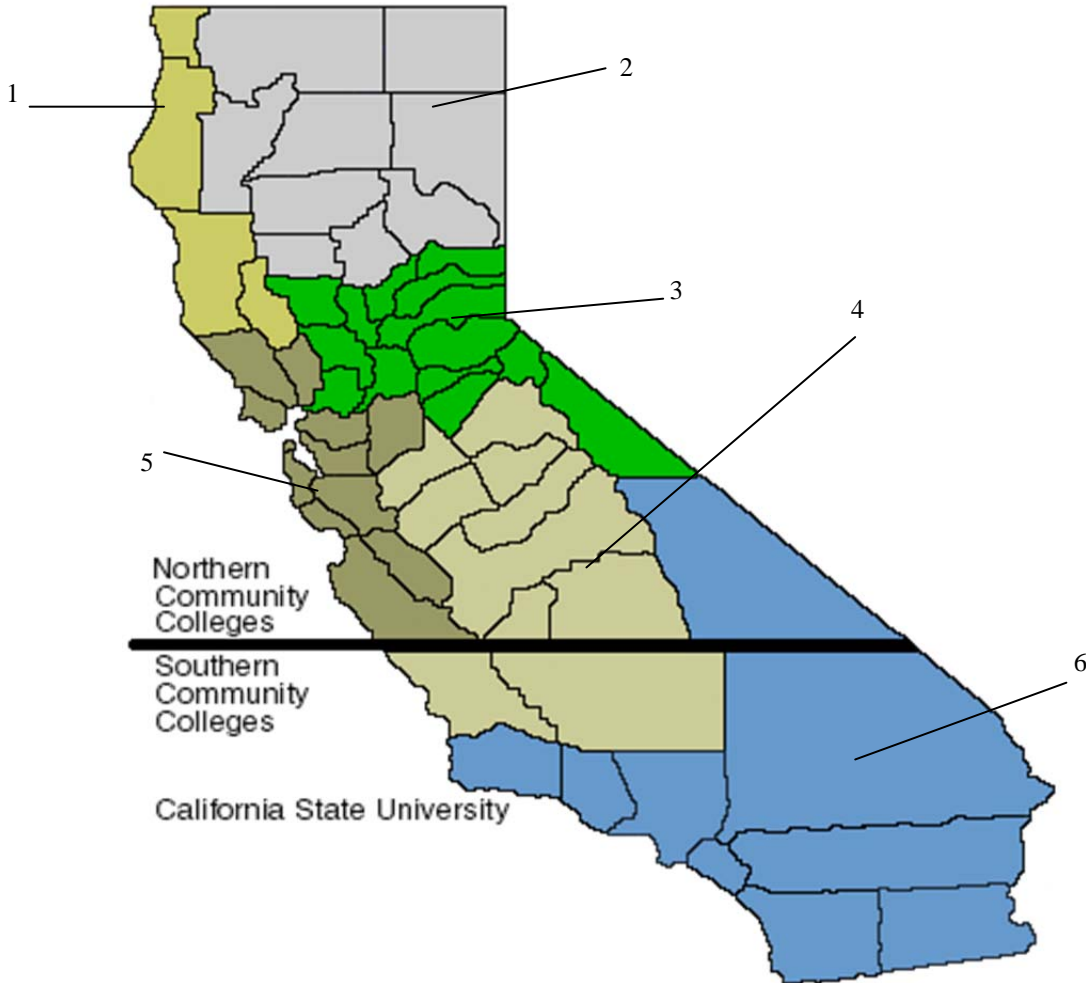 2
1
3
4
5
Northern
Community
Colleges
Southern
Community
Colleges
6
California State University